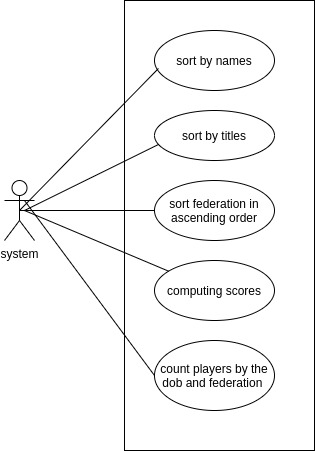 sort by names
sort by titles
sort federation in
ascending order
system
computing scores
count players by the
dob and federation